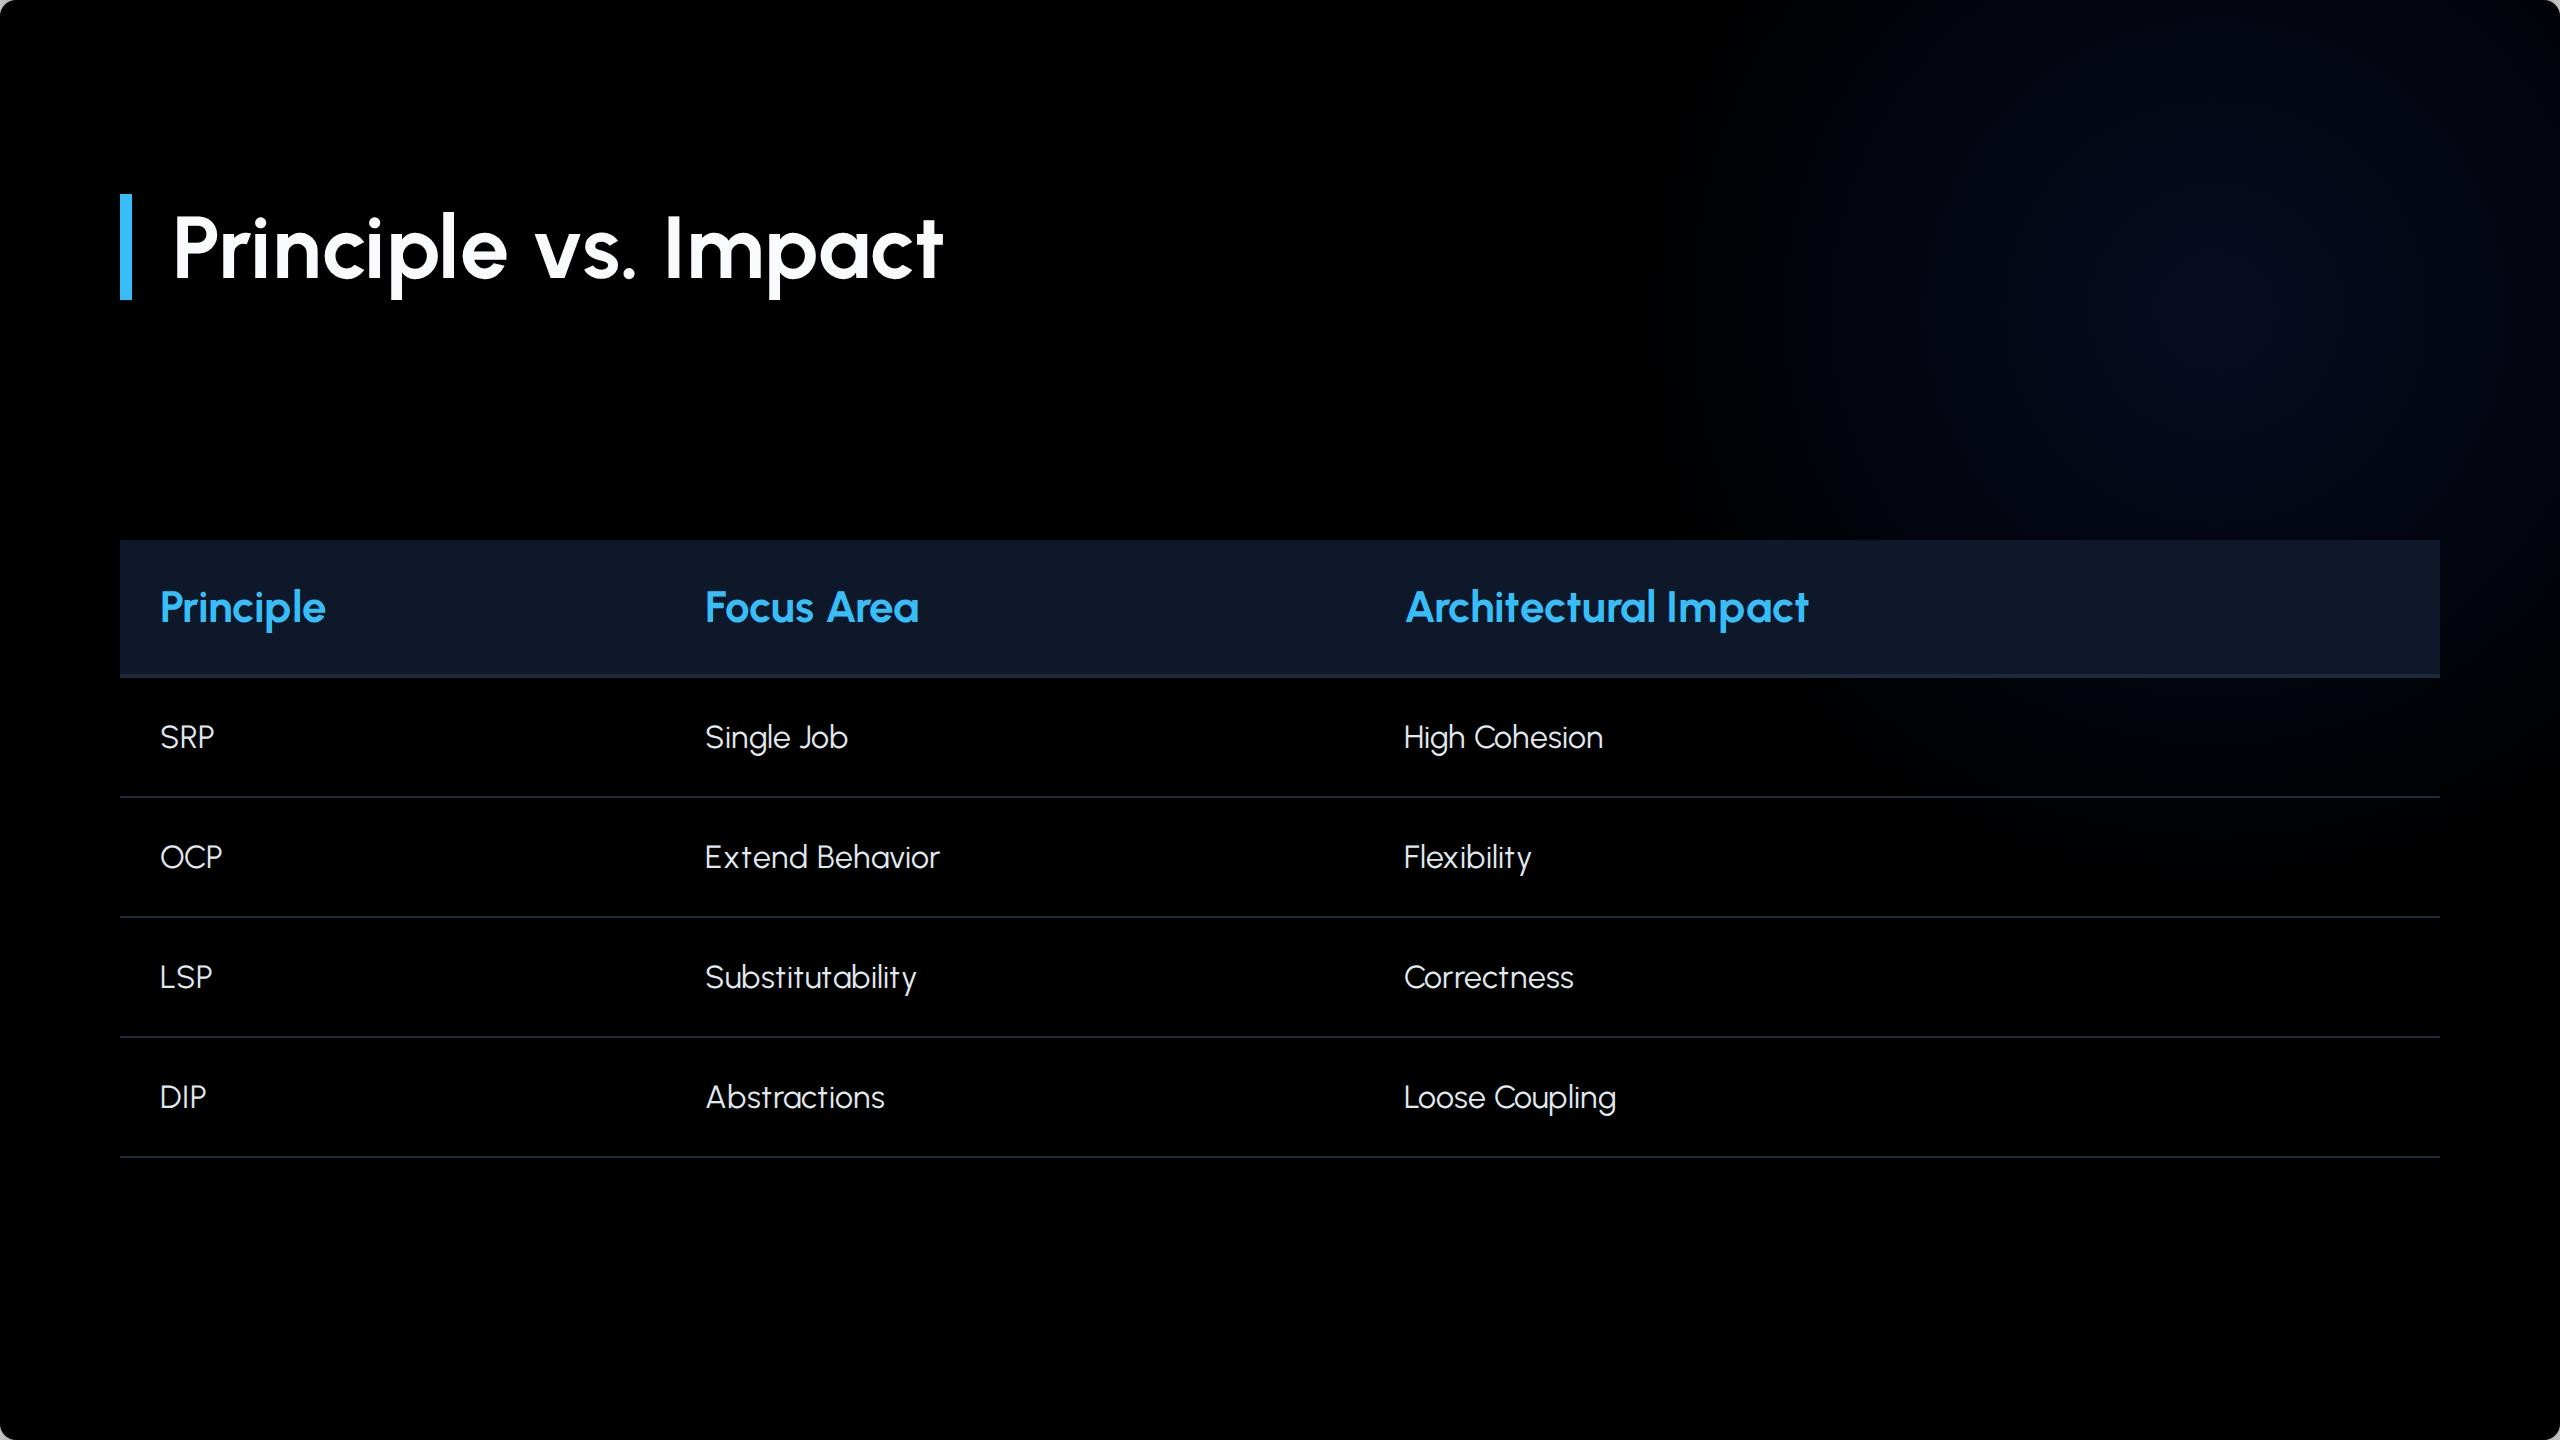 Principle vs. Impact
Principle Focus Area Architectural Impact
SRP Single Job High Cohesion
OCP Extend Behavior Flexibility
LSP Substitutability Correctness
DIP Abstractions Loose Coupling